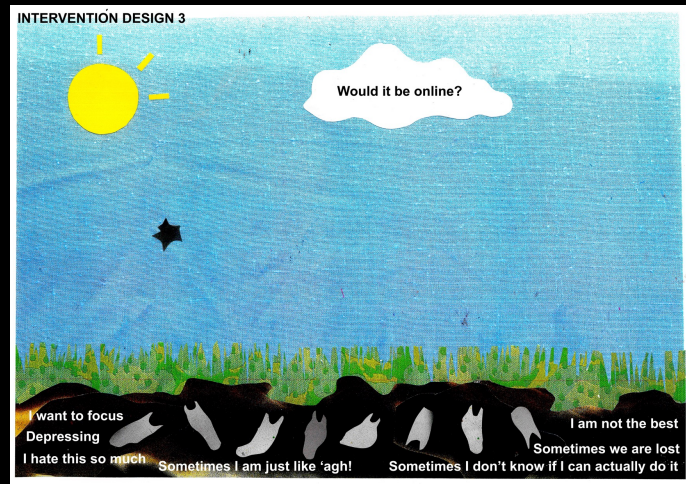 INTERVENTION DESIGN 3
Would it be online?
I want to focus
Depressing
I hate this so much
Sometimes I am just like ‘agh!
I am not the best
Sometimes we are lost
Sometimes I don’t know if I can actually do it